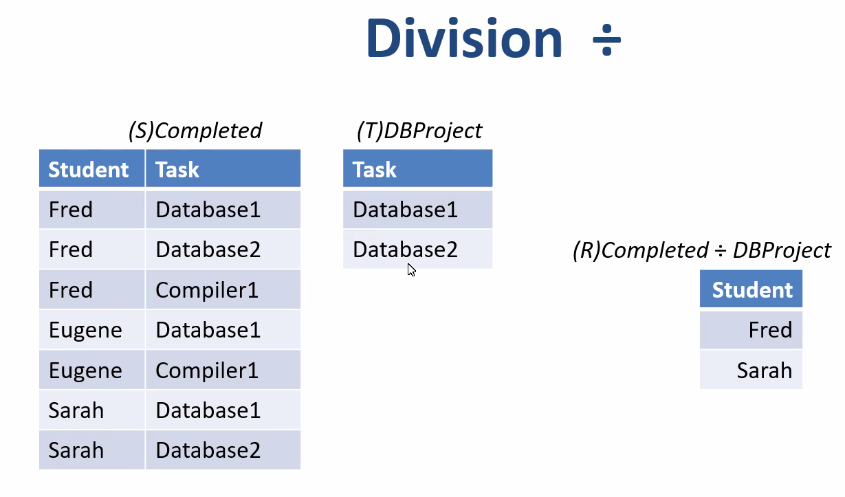 Division ÷
(S)Completed
Student Task
Fred Database1
Fred Database2
Fred Compiler1
Eugene Database1
Eugene Compiler1
Sarah Database1
Sarah Database2
(T)DBProject
Task
Database1
Database2
(R)Completed ÷ DBProject
Student
Fred
Sarah